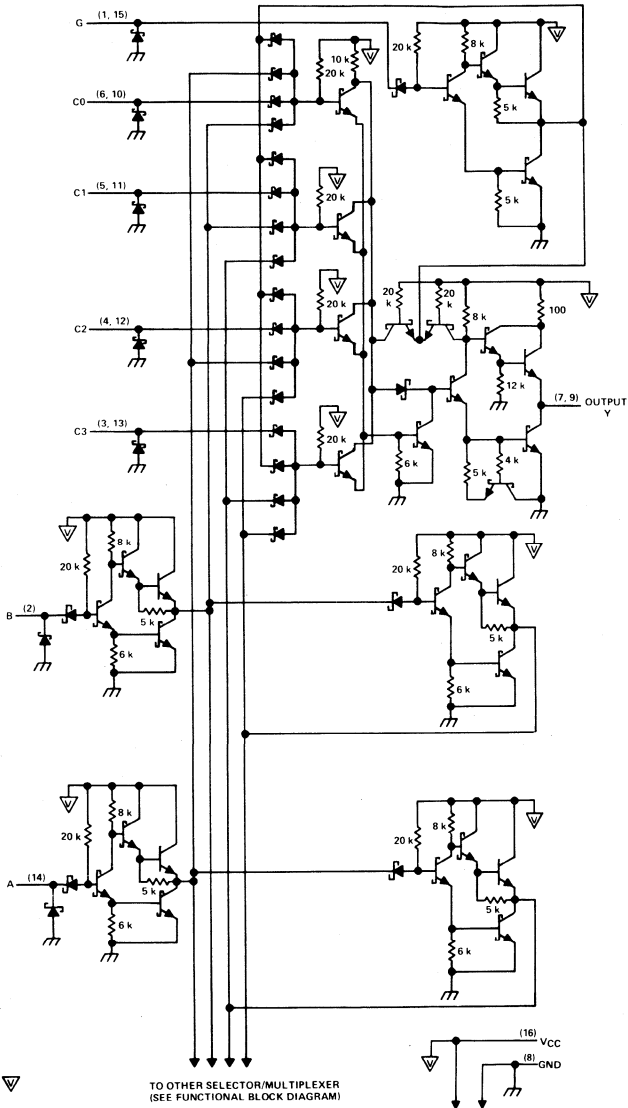 G (1, 15)
20 k
8 k
5 k
5 k
10 k
20 k
C0 (6, 10)
C1 (5, 11)
20 k
C2 (4, 12)
20 k
20 k
20 k
8 k
100
12 k
(7, 9) OUTPUT
Y
C3 (3, 13)
20 k
6 k
5 k
4 k
8 k
20 k
B (2)
5 k
6 k
8 k
20 k
5 k
6 k
8 k
20 k
A (14)
5 k
6 k
8 k
20 k
5 k
6 k
V
(16) VCC
(8) GND
TO OTHER SELECTOR/MULTIPLEXER
(SEE FUNCTIONAL BLOCK DIAGRAM)